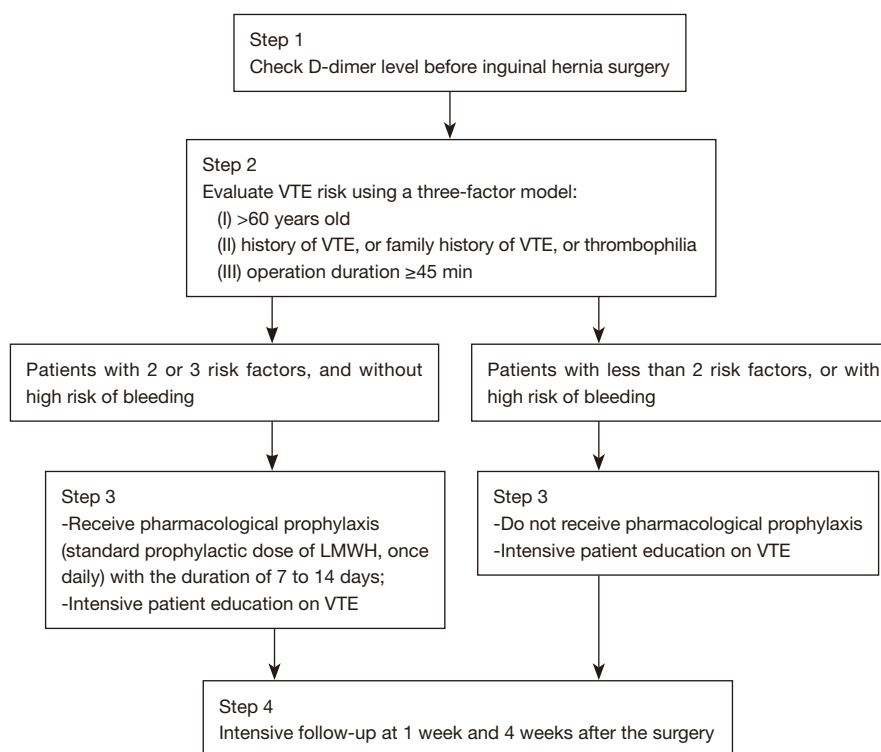 Step 1
Check D-dimer level before inguinal hernia surgery
Step 2
Evaluate VTE risk using a three-factor model:
(I) >60 years old
(II) history of VTE, or family history of VTE, or thrombophilia
(III) operation duration ≥45 min
Patients with 2 or 3 risk factors, and without
high risk of bleeding
Patients with less than 2 risk factors, or with
high risk of bleeding
Step 3
-Receive pharmacological prophylaxis
(standard prophylactic dose of LMWH, once
daily) with the duration of 7 to 14 days;
-Intensive patient education on VTE
Step 3
-Do not receive pharmacological prophylaxis
-Intensive patient education on VTE
Step 4
Intensive follow-up at 1 week and 4 weeks after the surgery